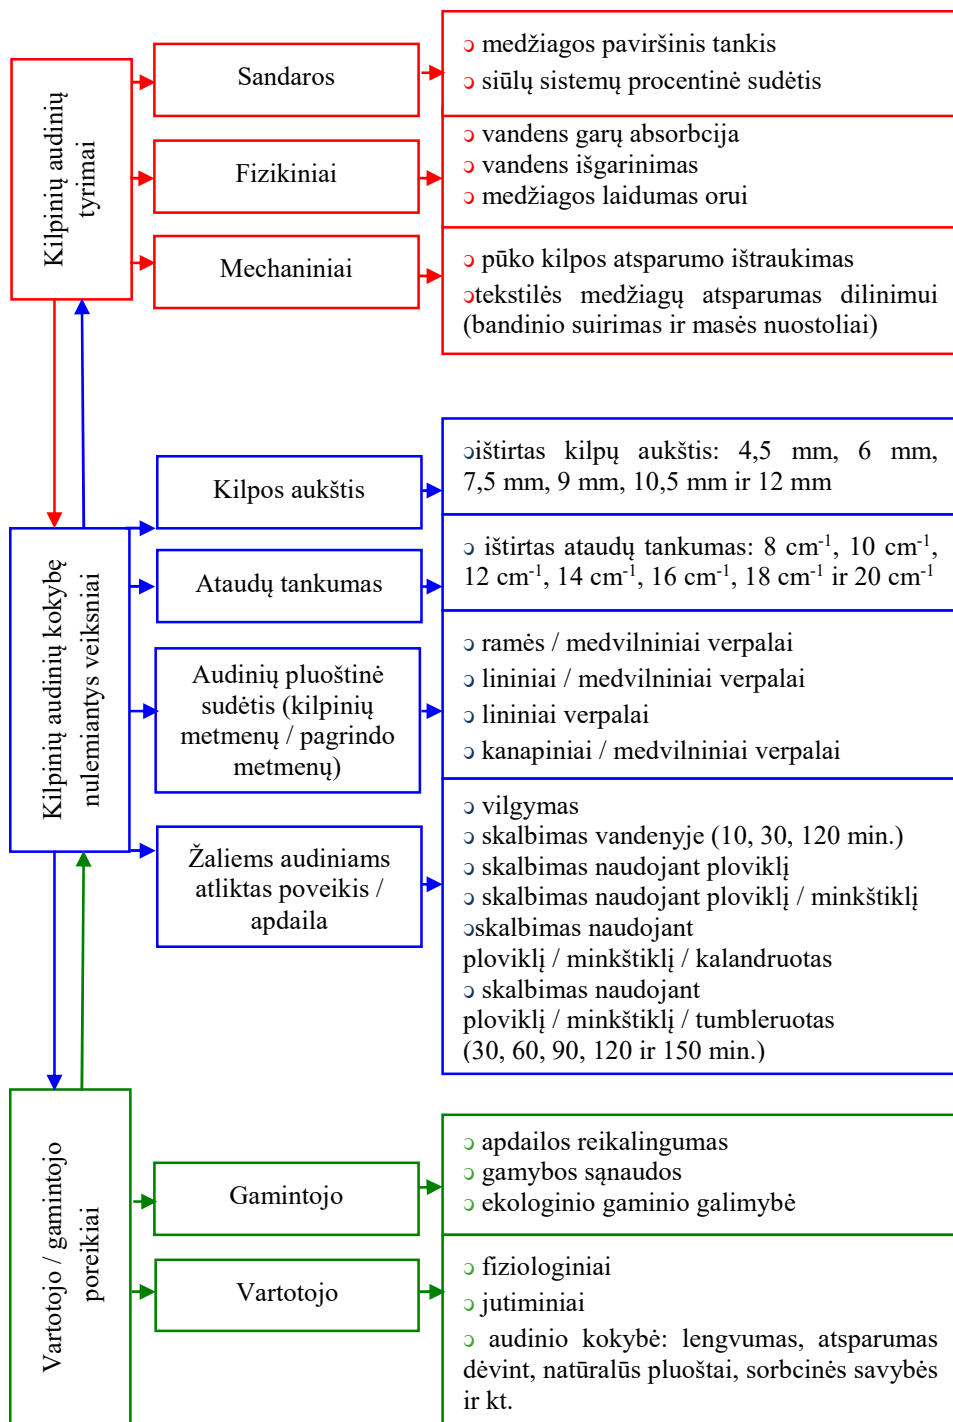 Kilpinių audinių
tyrimai
Sandaros
ɔ medžiagos paviršinis tankis
ɔ siūlų sistemų procentinė sudėtis
Fizikiniai
ɔ vandens garų absorbcija
ɔ vandens išgarinimas
ɔ medžiagos laidumas orui
Mechaniniai
ɔ pūko kilpos atsparumo ištraukimas
ɔtekstilės medžiagų atsparumas dilinimui
(bandinio suirimas ir masės nuostoliai)
Kilpinių audinių kokybę
nulemiantys veiksniai
Kilpos aukštis
ɔištirtas kilpų aukštis: 4,5 mm, 6 mm,
7,5 mm, 9 mm, 10,5 mm ir 12 mm
Ataudų tankumas
ɔ ištirtas ataudų tankumas: 8 cm⁻¹, 10 cm⁻¹,
12 cm⁻¹, 14 cm⁻¹, 16 cm⁻¹, 18 cm⁻¹ ir 20 cm⁻¹
Audinių pluoštinė
sudėtis (kilpinių
metmenų / pagrindo
metmenų)
ɔ ramės / medvilniniai verpalai
ɔ lininiai / medvilniniai verpalai
ɔ lininiai verpalai
ɔ kanapiniai / medvilniniai verpalai
Žaliems audiniams
atliktas poveikis /
apdaila
ɔ vilgymas
ɔ skalbimas vandenyje (10, 30, 120 min.)
ɔ skalbimas naudojant ploviklį
ɔ skalbimas naudojant ploviklį / minkštiklį
ɔskalbimas naudojant
ploviklį / minkštiklį / kalandruotas
ɔ skalbimas naudojant
ploviklį / minkštiklį / tumbleruotas
(30, 60, 90, 120 ir 150 min.)
Vartotojo / gamintojo
poreikiai
Gamintojo
ɔ apdailos reikalingumas
ɔ gamybos sąnaudos
ɔ ekologinio gaminio galimybė
Vartotojo
ɔ fiziologiniai
ɔ jutiminiai
ɔ audinio kokybė: lengvumas, atsparumas
dėvint, natūralūs pluoštai, sorbcinės savybės
ir kt.